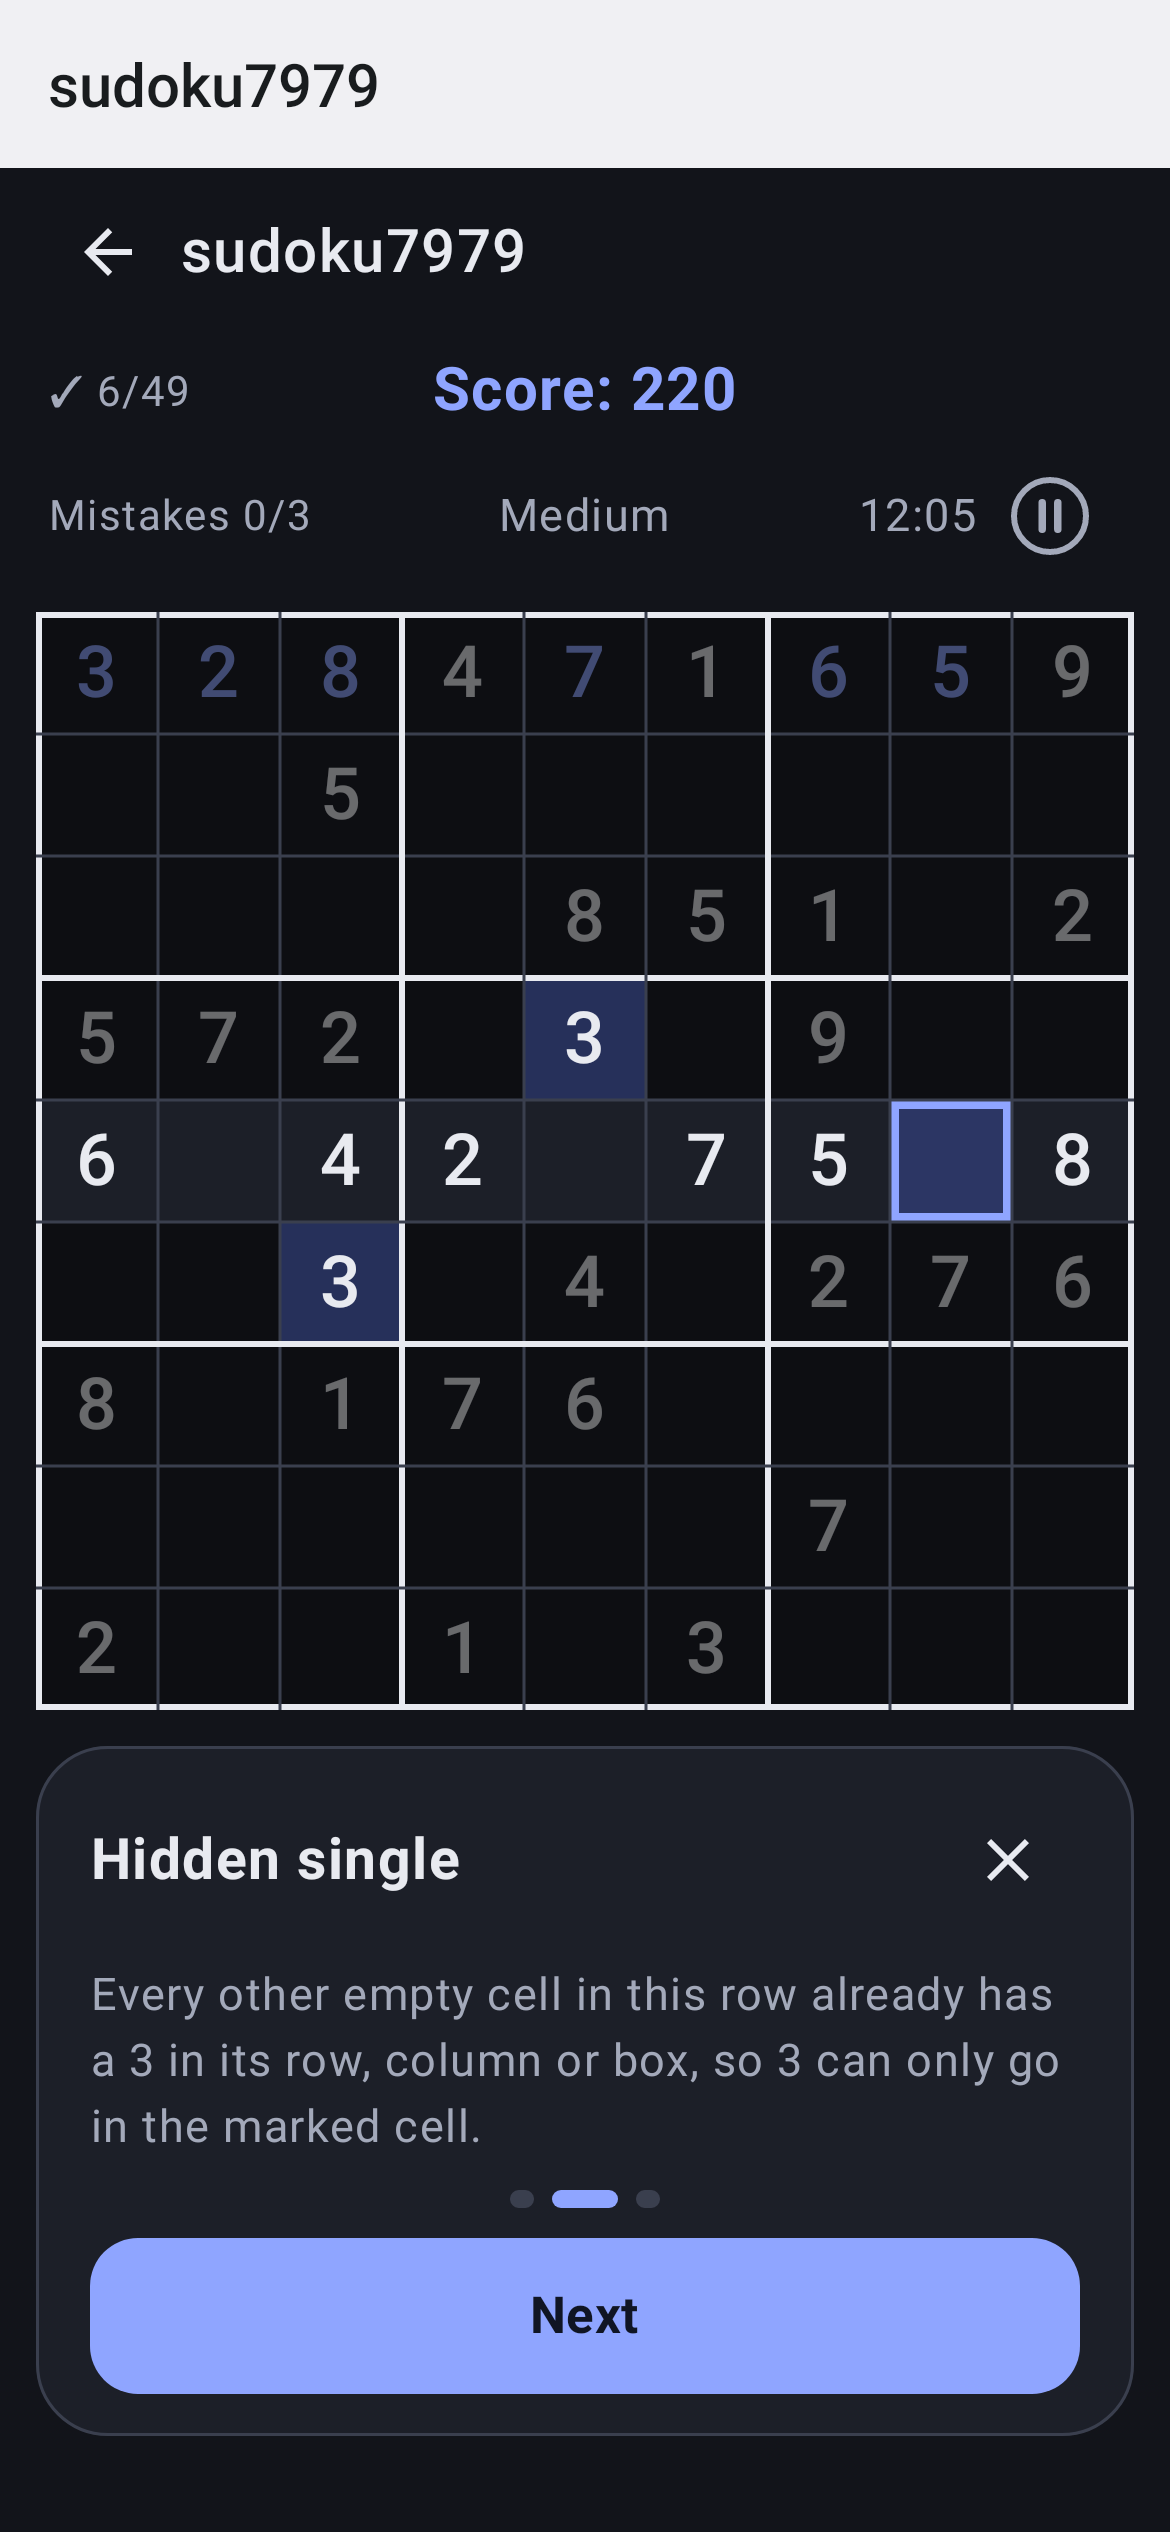 sudoku7979
sudoku7979
✓ 6/49 Score: 220
Mistakes 0/3 Medium 12:05
3 2 8 4 7 1 6 5 9
5
8 5 1 2
5 7 2 3 9
6 4 2 7 5 8
3 4 2 7 6
8 1 7 6
7
2 1 3
Hidden single
Every other empty cell in this row already has
a 3 in its row, column or box, so 3 can only go
in the marked cell.
Next